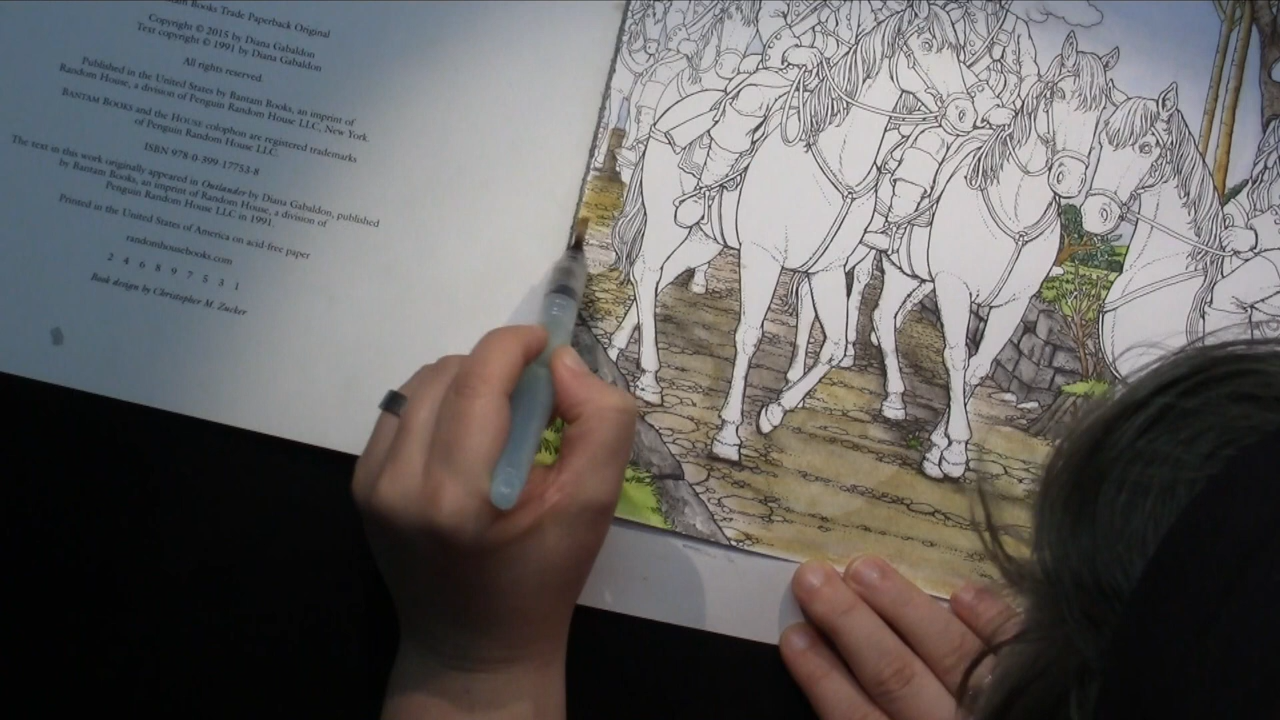 Books Trade Paperback Original
Copyright © 2015 by Diana Gabaldon
Text copyright © 1991 by Diana Gabaldon
All rights reserved.
Published in the United States by Bantam Books, an imprint of
Random House, a division of Penguin Random House LLC, New York.
BANTAM BOOKS and the HOUSE colophon are registered trademarks
of Penguin Random House LLC.
ISBN 978-0-399-17753-8
The text in this work originally appeared in Outlander by Diana Gabaldon, published
by Bantam Books, an imprint of Random House, a division of
Penguin Random House LLC in 1991.
Printed in the United States of America on acid-free paper
randomhousebooks.com
2 4 6 8 9 7 5 3 1
Book design by Christopher M. Zucker